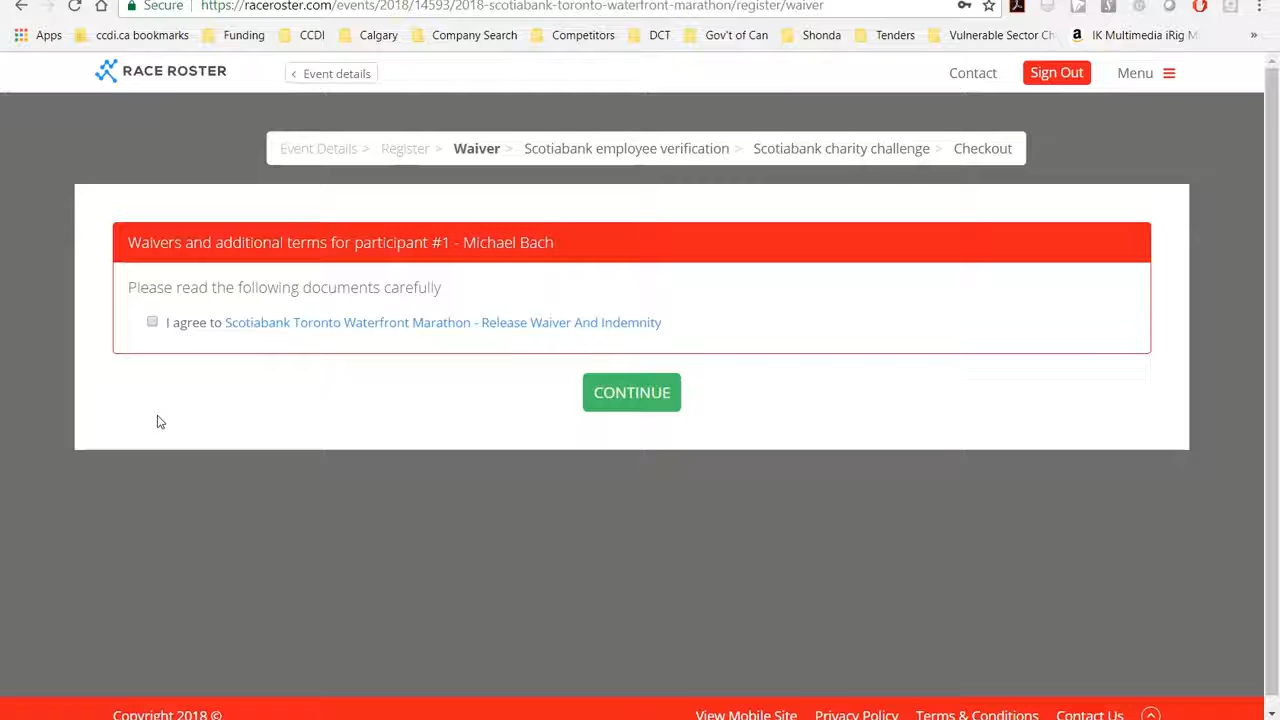 Secure https://raceroster.com/events/2018/14593/2018-scotiabank-toronto-waterfront-marathon/register/waiver
Apps ccdi.ca bookmarks Funding CCDI Calgary Company Search Competitors DCT Gov't of Can Shonda Tenders Vulnerable Sector Ch a IK Multimedia iRig M »
RACE ROSTER < Event details Contact Sign Out Menu
Event Details > Register > Waiver > Scotiabank employee verification > Scotiabank charity challenge > Checkout
Waivers and additional terms for participant #1 - Michael Bach
Please read the following documents carefully
I agree to Scotiabank Toronto Waterfront Marathon - Release Waiver And Indemnity
CONTINUE
Copyright 2018 © View Mobile Site Privacy Policy Terms & Conditions Contact Us